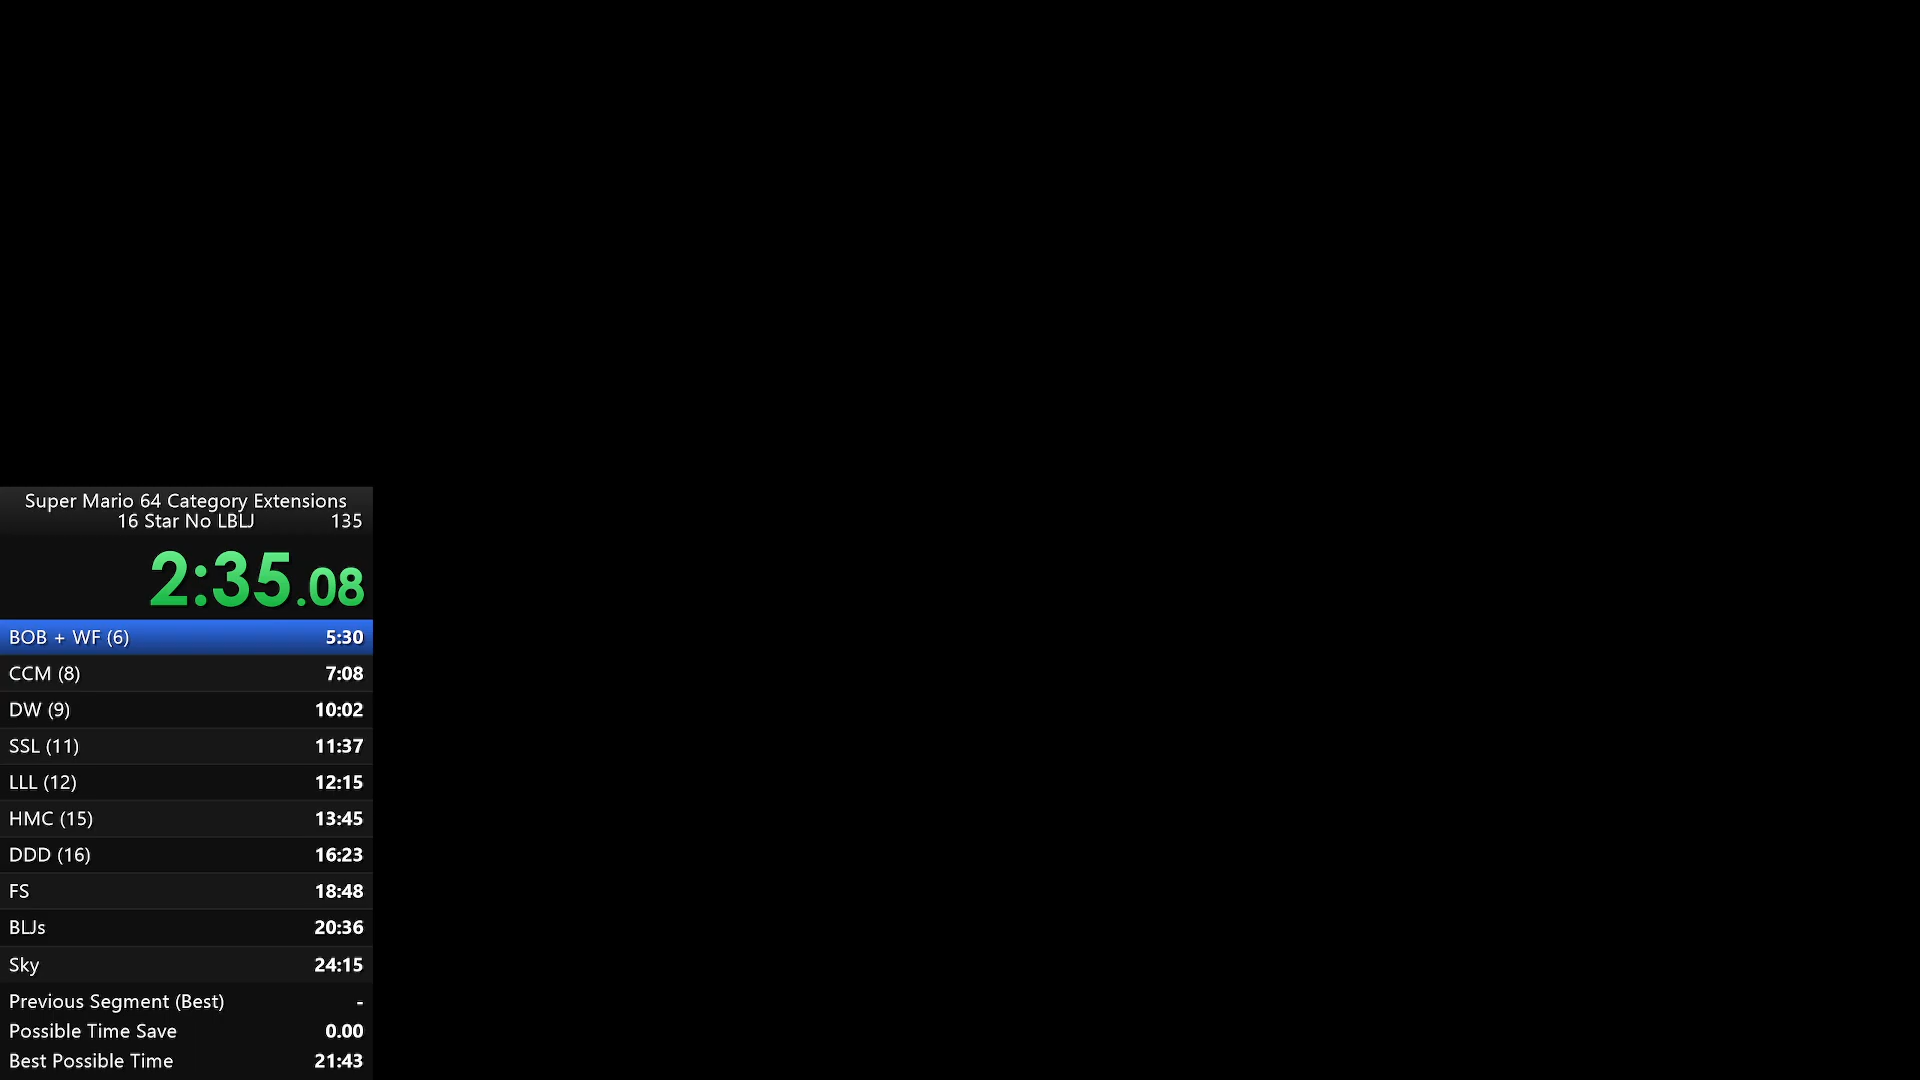 Super Mario 64 Category Extensions
16 Star No LBLJ 135
2:35.08
BOB + WF (6) 5:30
CCM (8) 7:08
DW (9) 10:02
SSL (11) 11:37
LLL (12) 12:15
HMC (15) 13:45
DDD (16) 16:23
FS 18:48
BLJs 20:36
Sky 24:15
Previous Segment (Best) -
Possible Time Save 0.00
Best Possible Time 21:43